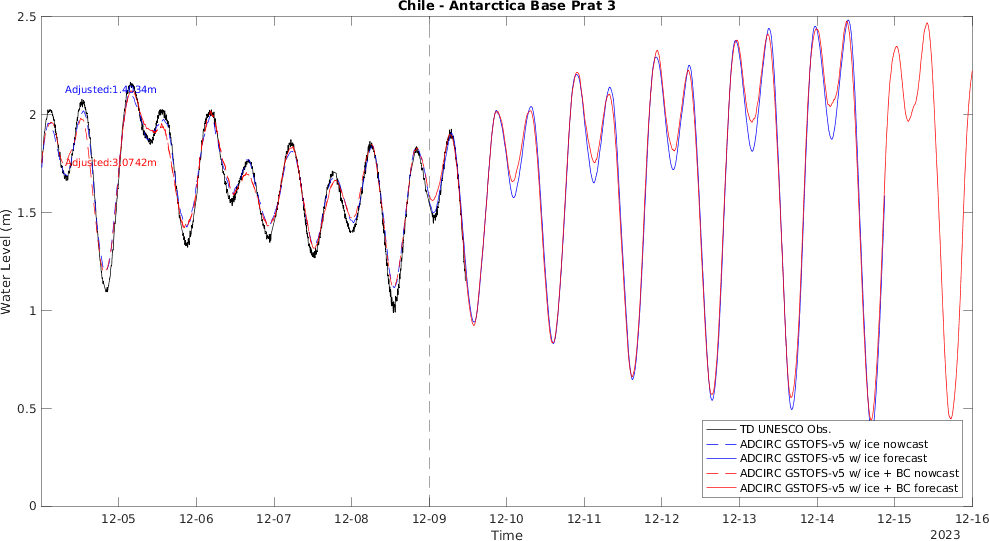 Chile - Antarctica Base Prat 3
2.5
2
1.5
1
0.5
0
Water Level (m)
Adjusted:3.0742m
TD UNESCO Obs.
ADCIRC GSTOFS-v5 w/ ice nowcast
ADCIRC GSTOFS-v5 w/ ice forecast
ADCIRC GSTOFS-v5 w/ ice + BC nowcast
ADCIRC GSTOFS-v5 w/ ice + BC forecast
12-05 12-06 12-07 12-08 12-09 12-10 12-11 12-12 12-13 12-14 12-15 12-16
Time
2023